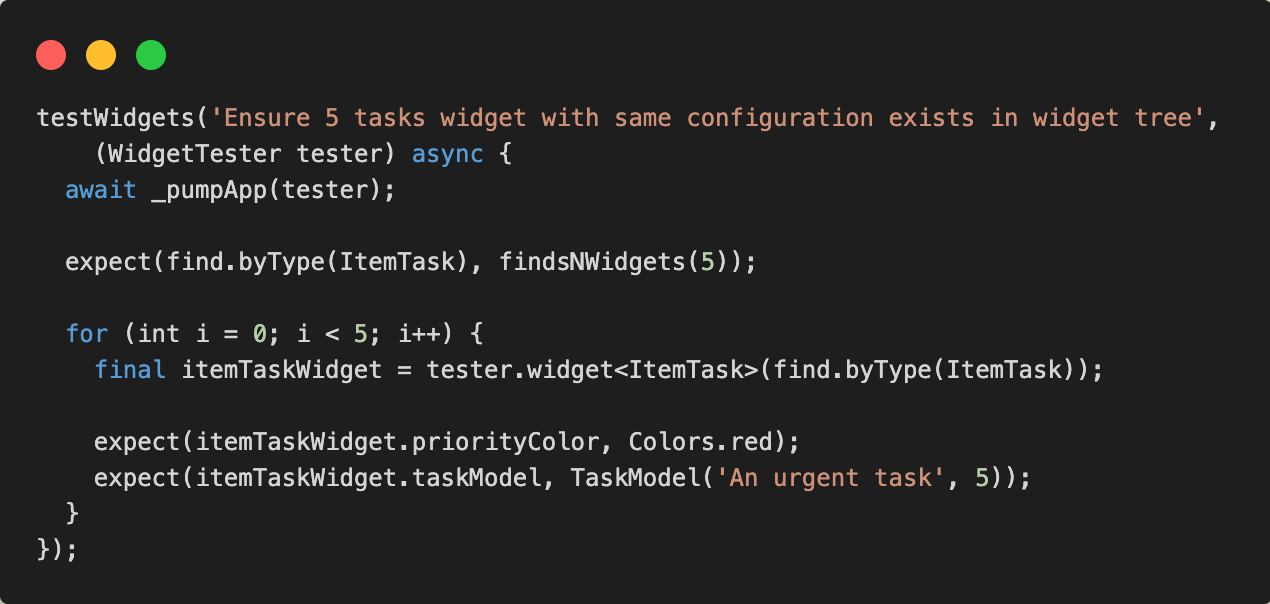 testWidgets('Ensure 5 tasks widget with same configuration exists in widget tree',
    (WidgetTester tester) async {
  await _pumpApp(tester);

  expect(find.byType(ItemTask), findsNWidgets(5));

  for (int i = 0; i < 5; i++) {
    final itemTaskWidget = tester.widget<ItemTask>(find.byType(ItemTask));

    expect(itemTaskWidget.priorityColor, Colors.red);
    expect(itemTaskWidget.taskModel, TaskModel('An urgent task', 5));
  }
});